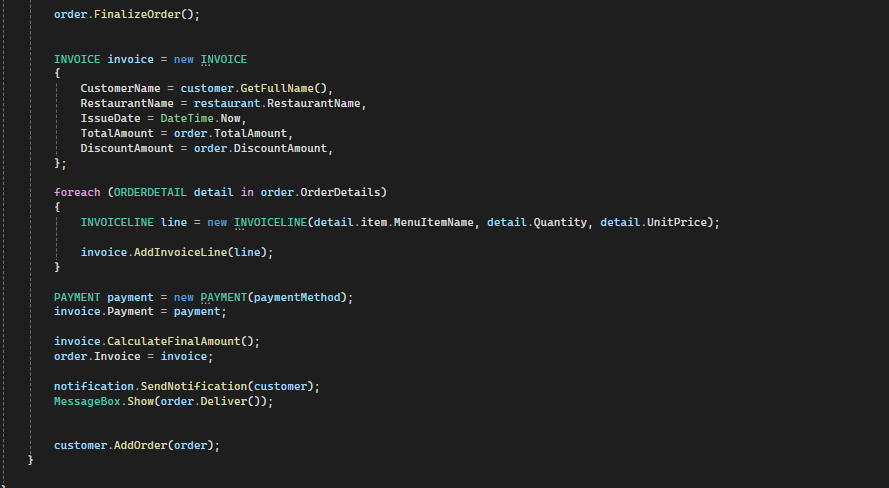 order.FinalizeOrder();
INVOICE invoice = new INVOICE
{
CustomerName = customer.GetFullName(),
RestaurantName = restaurant.RestaurantName,
IssueDate = DateTime.Now,
TotalAmount = order.TotalAmount,
DiscountAmount = order.DiscountAmount,
};
foreach (ORDERDETAIL detail in order.OrderDetails)
{
INVOICELINE line = new INVOICELINE(detail.item.MenuItemName, detail.Quantity, detail.UnitPrice);
invoice.AddInvoiceLine(line);
}
PAYMENT payment = new PAYMENT(paymentMethod);
invoice.Payment = payment;
invoice.CalculateFinalAmount();
order.Invoice = invoice;
notification.SendNotification(customer);
MessageBox.Show(order.Deliver());
customer.AddOrder(order);
}